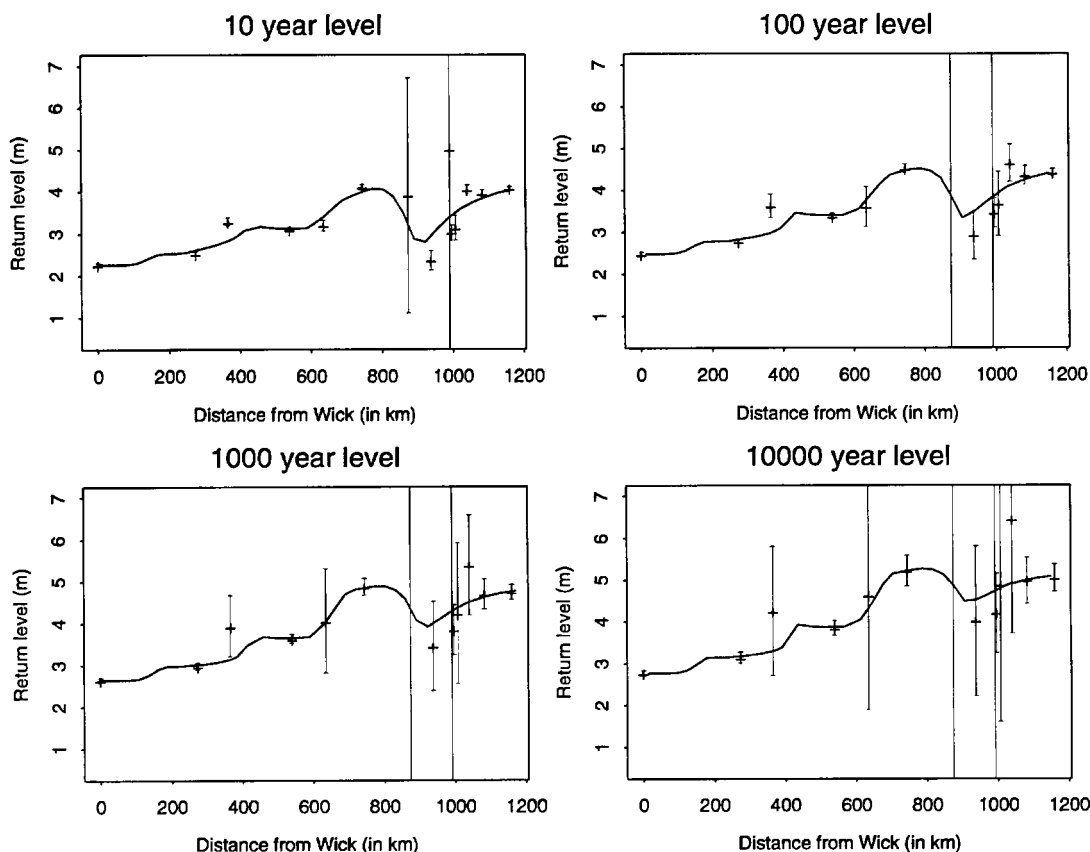 10 year level
7
6
5
4
3
2
1
Return level (m)
0 200 400 600 800 1000 1200
Distance from Wick (in km)
100 year level
7
6
5
4
3
2
1
Return level (m)
0 200 400 600 800 1000 1200
Distance from Wick (in km)
1000 year level
7
6
5
4
3
2
1
Return level (m)
0 200 400 600 800 1000 1200
Distance from Wick (in km)
10000 year level
7
6
5
4
3
2
1
Return level (m)
0 200 400 600 800 1000 1200
Distance from Wick (in km)